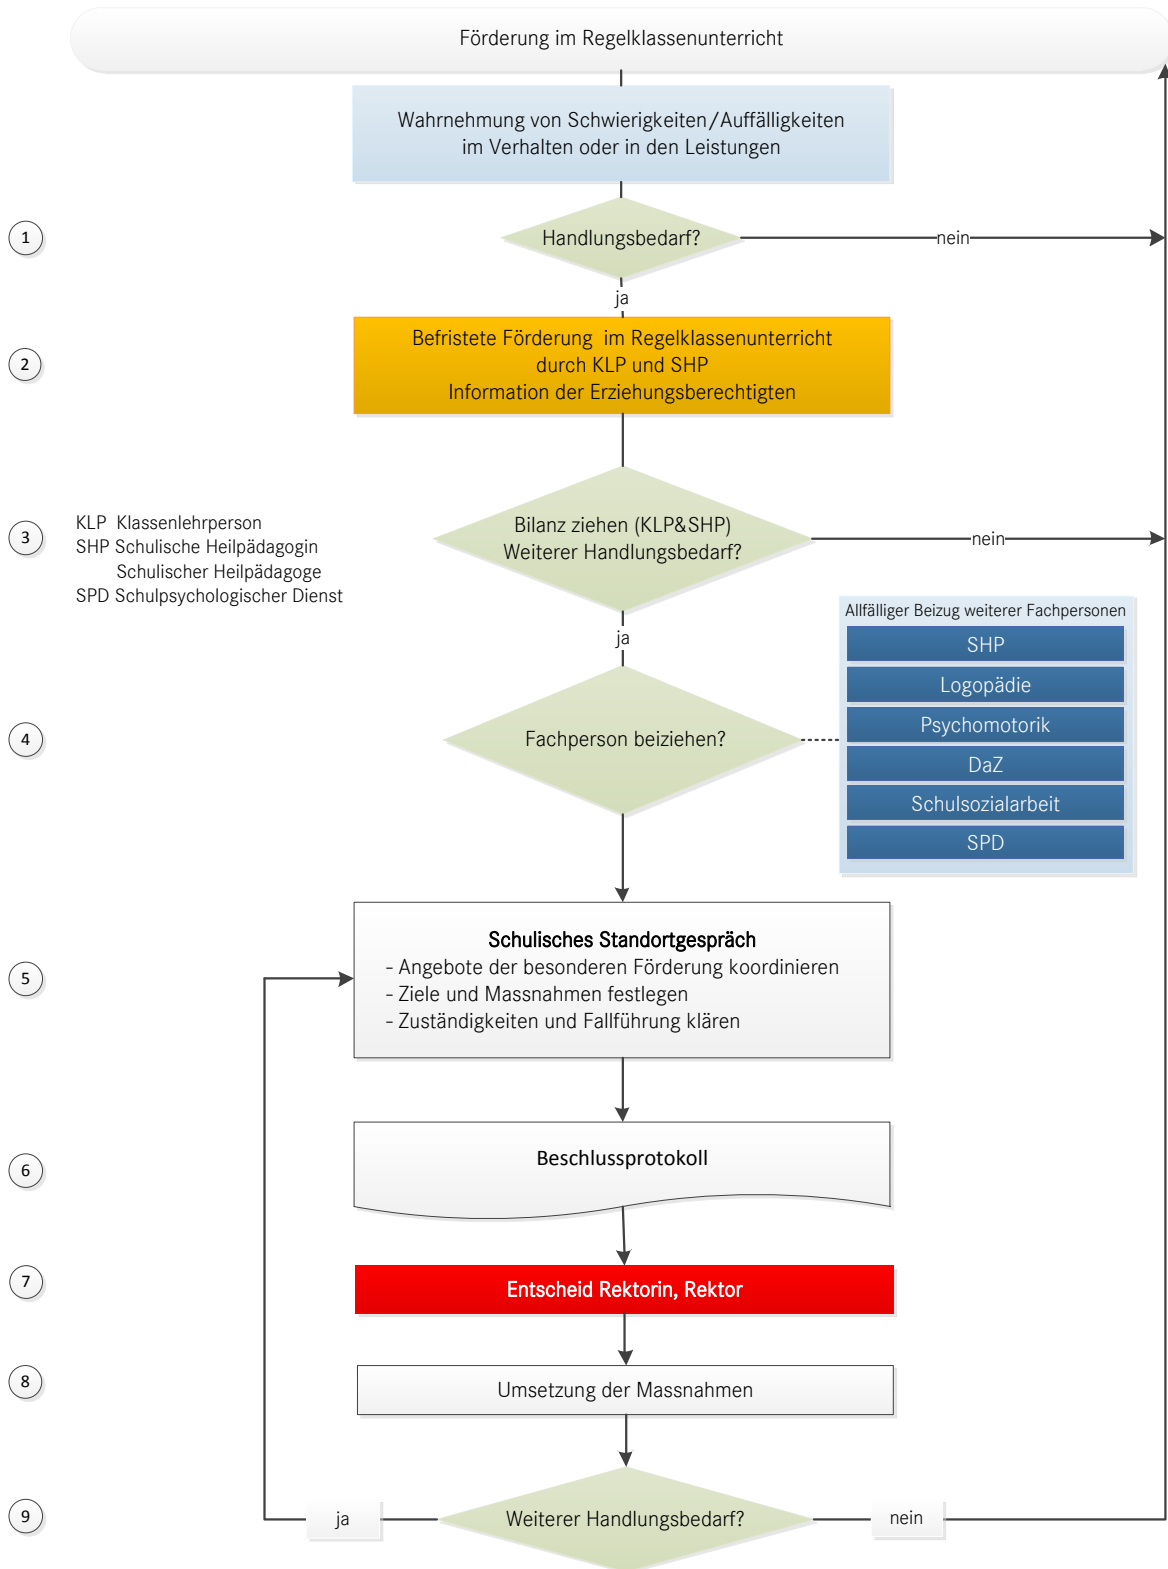 Förderung im Regelklassenunterricht
Wahrnehmung von Schwierigkeiten/Auffälligkeiten
im Verhalten oder in den Leistungen
1
Handlungsbedarf?
nein
ja
2
Befristete Förderung im Regelklassenunterricht
durch KLP und SHP
Information der Erziehungsberechtigten
3
KLP Klassenlehrperson
SHP Schulische Heilpädagogin
Schulischer Heilpädagoge
SPD Schulpsychologischer Dienst
Bilanz ziehen (KLP&SHP)
Weiterer Handlungsbedarf?
nein
ja
Allfälliger Beizug weiterer Fachpersonen
SHP
Logopädie
Psychomotorik
DaZ
Schulsozialarbeit
SPD
4
Fachperson beiziehen?
5
Schulisches Standortgespräch
- Angebote der besonderen Förderung koordinieren
- Ziele und Massnahmen festlegen
- Zuständigkeiten und Fallführung klären
6
Beschlussprotokoll
7
Entscheid Rektorin, Rektor
8
Umsetzung der Massnahmen
9
ja
Weiterer Handlungsbedarf?
nein